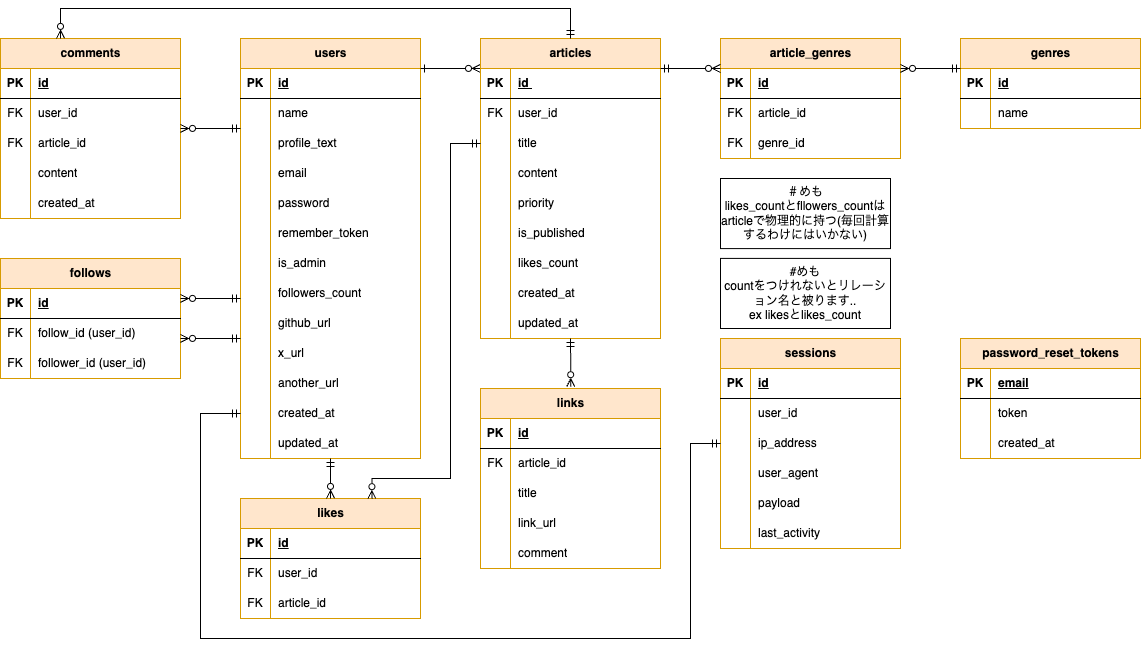 comments
PK id
FK user_id
FK article_id
content
created_at
follows
PK id
FK follow_id (user_id)
FK follower_id (user_id)
users
PK id
name
profile_text
email
password
remember_token
is_admin
followers_count
github_url
x_url
another_url
created_at
updated_at
likes
PK id
FK user_id
FK article_id
articles
PK id
FK user_id
title
content
priority
is_published
likes_count
created_at
updated_at
links
PK id
FK article_id
title
link_url
comment
article_genres
PK id
FK article_id
FK genre_id
# めも
likes_countとfllowers_countは
articleで物理的に持つ(毎回計算
するわけにはいかない)
#めも
countをつけれないとリレーシ
ョン名と被ります..
ex likesとlikes_count
sessions
PK id
user_id
ip_address
user_agent
payload
last_activity
genres
PK id
name
password_reset_tokens
PK email
token
created_at